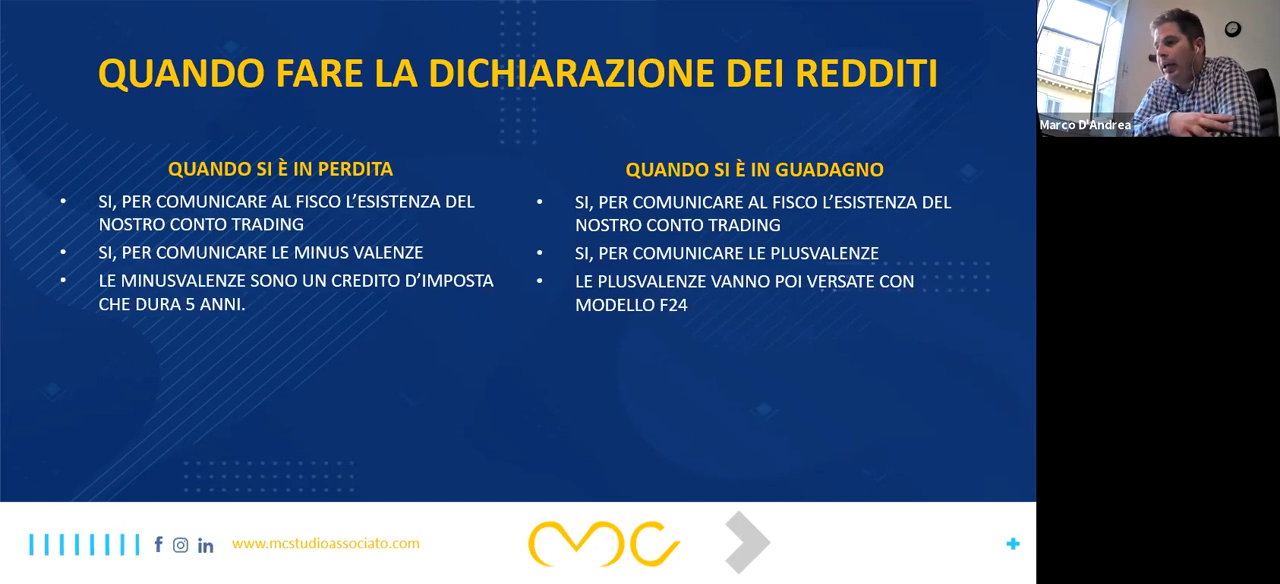 QUANDO FARE LA DICHIARAZIONE DEI REDDITI
QUANDO SI È IN PERDITA
• SI, PER COMUNICARE AL FISCO L’ESISTENZA DEL
NOSTRO CONTO TRADING
• SI, PER COMUNICARE LE MINUS VALENZE
• LE MINUSVALENZE SONO UN CREDITO D’IMPOSTA
CHE DURA 5 ANNI.
QUANDO SI È IN GUADAGNO
• SI, PER COMUNICARE AL FISCO L’ESISTENZA DEL
NOSTRO CONTO TRADING
• SI, PER COMUNICARE LE PLUSVALENZE
• LE PLUSVALENZE VANNO POI VERSATE CON
MODELLO F24
Marco D'Andrea
www.mcstudioassociato.com
mc